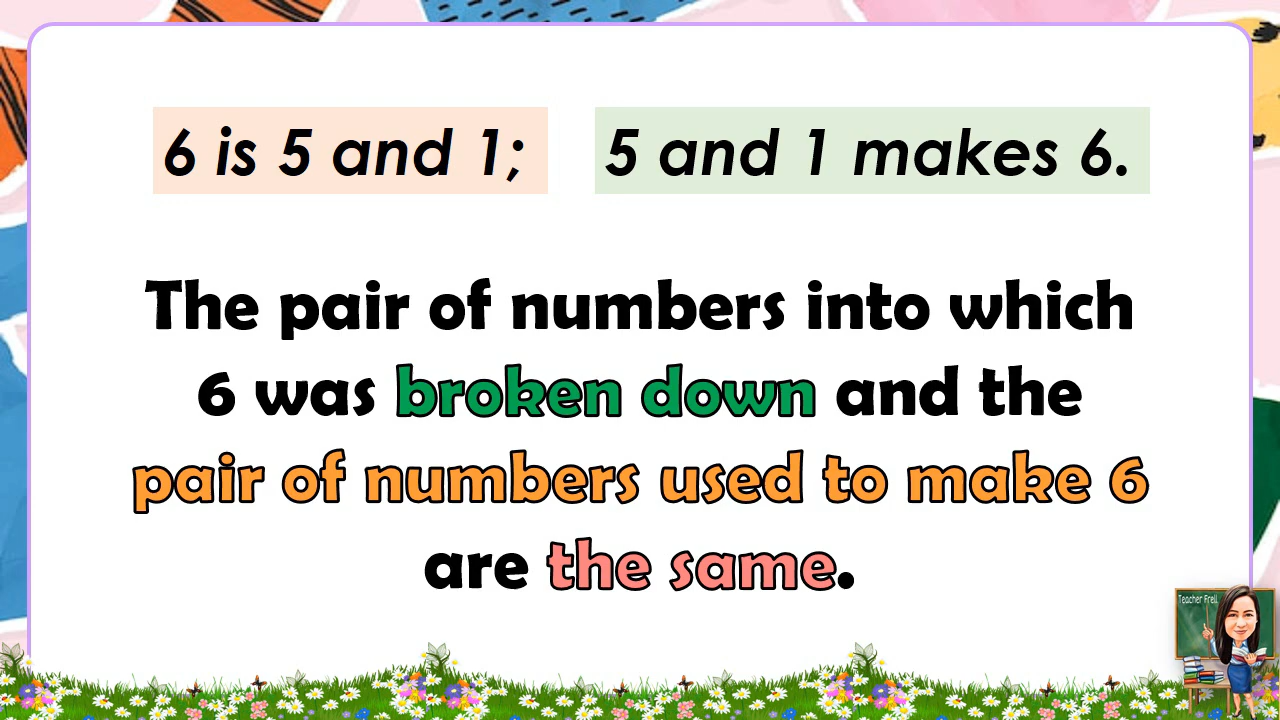 6 is 5 and 1; 5 and 1 makes 6.
The pair of numbers into which
6 was broken down and the
pair of numbers used to make 6
are the same.
Teacher Frell